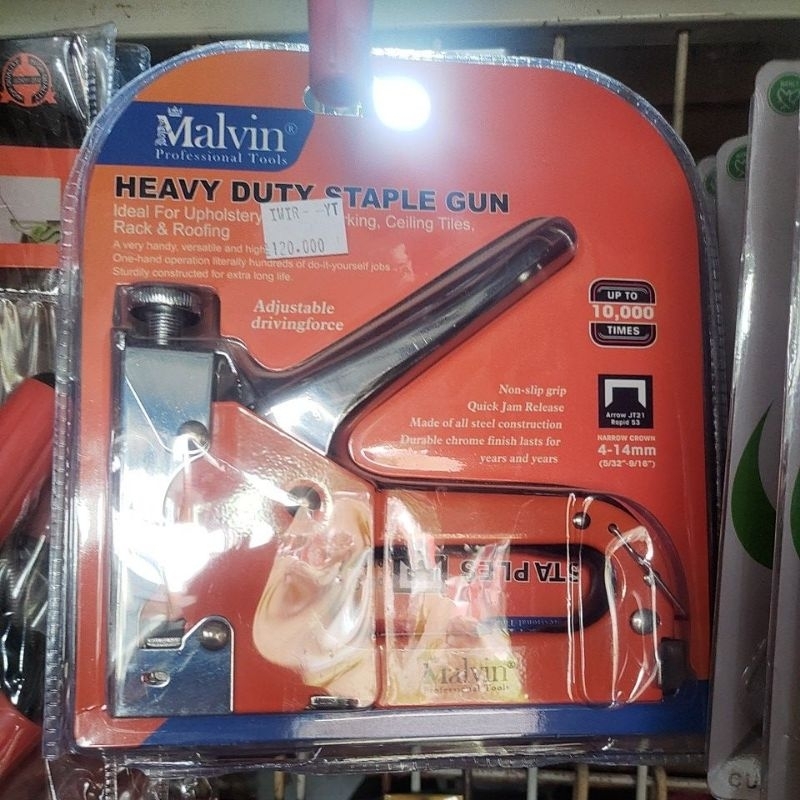 Malvin®
Professional Tools
HEAVY DUTY STAPLE GUN
Ideal For Upholstery king, Ceiling Tiles,
Rack & Roofing
TWTR--YT
120.000
A very handy, versatile and high
One-hand operation literally hundreds of do-it-yourself jobs
Sturdily constructed for extra long life.
Adjustable
drivingforce
UP TO
10,000
TIMES
Non-slip grip
Quick Jam Release
Made of all steel construction
Durable chrome finish lasts for
years and years
Arrow JT21
Rapid 53
NARROW CROWN
4-14mm
(5/32"-9/16")
STAPLES
Professional
Malvin®
Professional Tools
CU